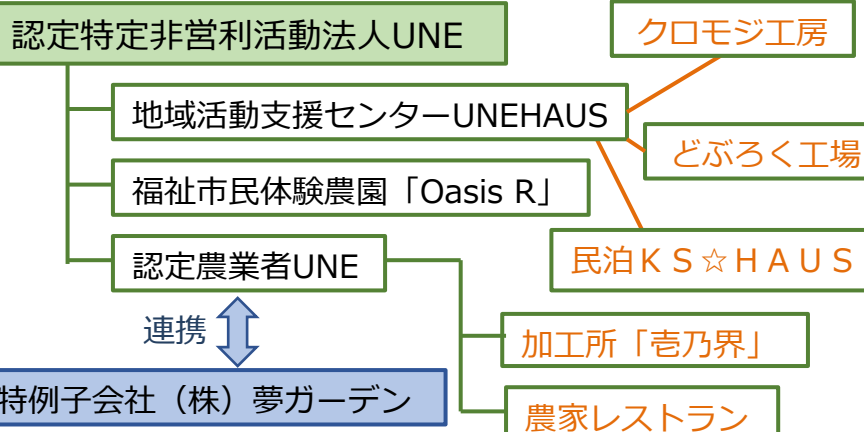 認定特定非営利活動法人UNE
クロモジ工房
地域活動支援センターUNEHAUS
どぶろく工場
福祉市民体験農園「Oasis R」
民泊ＫＳ☆ＨＡＵＳ
認定農業者UNE
連携
加工所「壱乃界」
特例子会社（株）夢ガーデン
農家レストラン